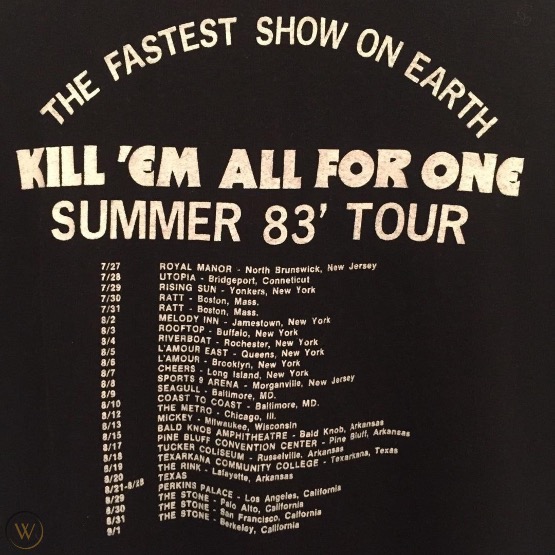 THE FASTEST SHOW ON EARTH
KILL 'EM ALL FOR ONE
SUMMER 83' TOUR
7/27 ROYAL MANOR - North Brunswick, New Jersey
7/28 UTOPIA - Bridgeport, Conneticut
7/29 RISING SUN - Yonkers, New York
7/30 RATT - Boston, Mass.
7/31 RATT - Boston, Mass.
8/2 MELODY INN - Jamestown, New York
8/3 ROOFTOP - Buffalo, New York
8/4 RIVERBOAT - Rochester, New York
8/5 L'AMOUR EAST - Queens, New York
8/6 L'AMOUR - Brooklyn, New York
8/7 CHEERS - Long Island, New York
8/8 SPORTS 9 ARENA - Morganville, New Jersey
8/9 SEAGULL - Baltimore, MD.
8/10 COAST TO COAST - Baltimore, MD.
8/12 THE METRO - Chicago, Ill.
8/13 MICKEY - Milwaukee, Wisconsin
8/15 BALD KNOB AMPHITHEATRE - Bald Knob, Arkansas
8/17 PINE BLUFF CONVENTION CENTER - Pine Bluff, Arkansas
8/18 TUCKER COLISEUM - Russelville, Arkansas
8/19 TEXARKANA COMMUNITY COLLEGE - Texarkana, Texas
8/20 THE RINK - Lafayette, Arkansas
8/21-8/28 TEXAS
8/29 PERKINS PALACE - Los Angeles, California
8/30 THE STONE - Palo Alto, California
8/31 THE STONE - San Francisco, California
9/1 THE STONE - Berkeley, California
W